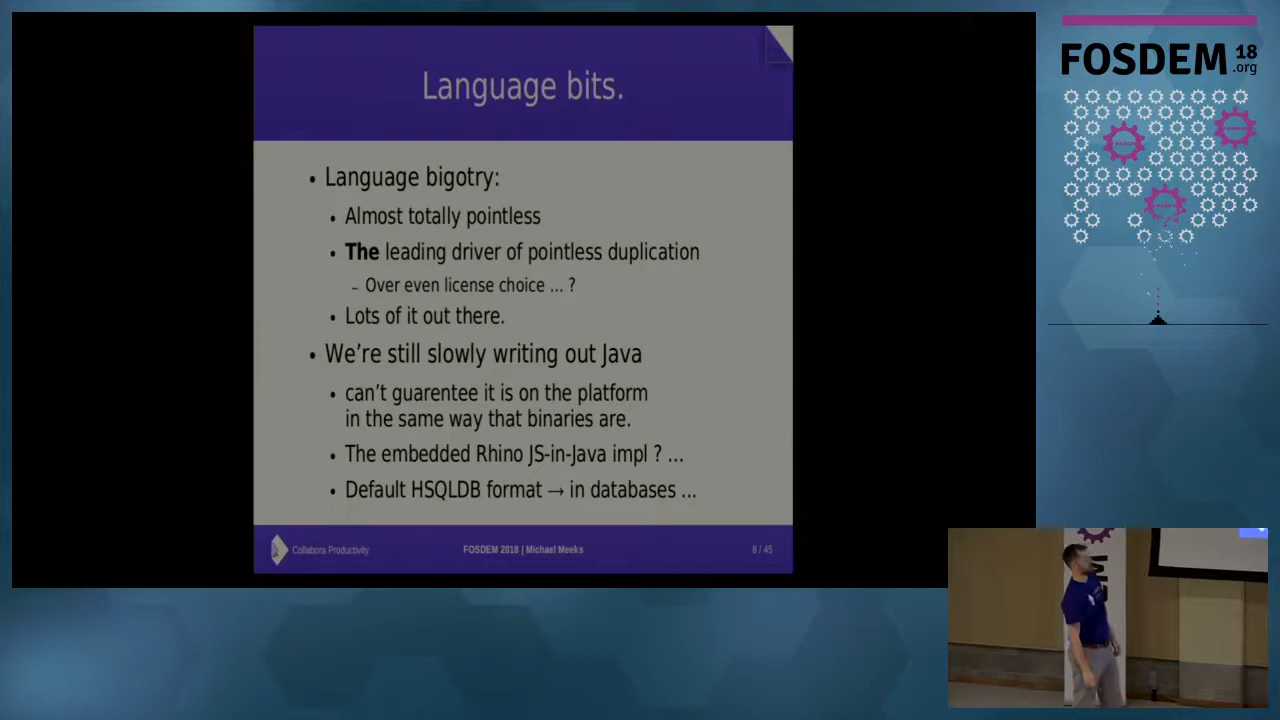 Language bits.
• Language bigotry:
• Almost totally pointless
• The leading driver of pointless duplication
– Over even license choice ... ?
• Lots of it out there.
• We're still slowly writing out Java
• can't guarentee it is on the platform
in the same way that binaries are.
• The embedded Rhino JS-in-Java impl ? ...
• Default HSQLDB format → in databases ...
Collabora Productivity
FOSDEM 2018 | Michael Meeks
8 / 45
FOSDEM 18
.org